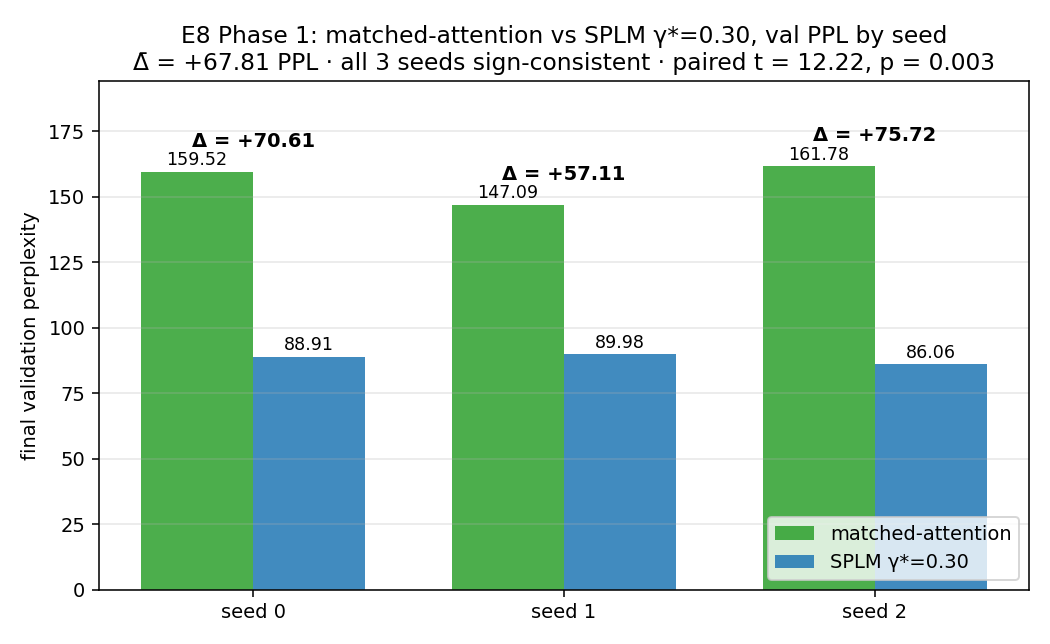 E8 Phase 1: matched-attention vs SPLM γ*=0.30, val PPL by seed
Δ̄ = +67.81 PPL · all 3 seeds sign-consistent · paired t = 12.22, p = 0.003
final validation perplexity
175
150
125
100
75
50
25
0
Δ = +70.61
159.52
88.91
Δ = +57.11
147.09
89.98
Δ = +75.72
161.78
86.06
matched-attention
SPLM γ*=0.30
seed 0
seed 1
seed 2